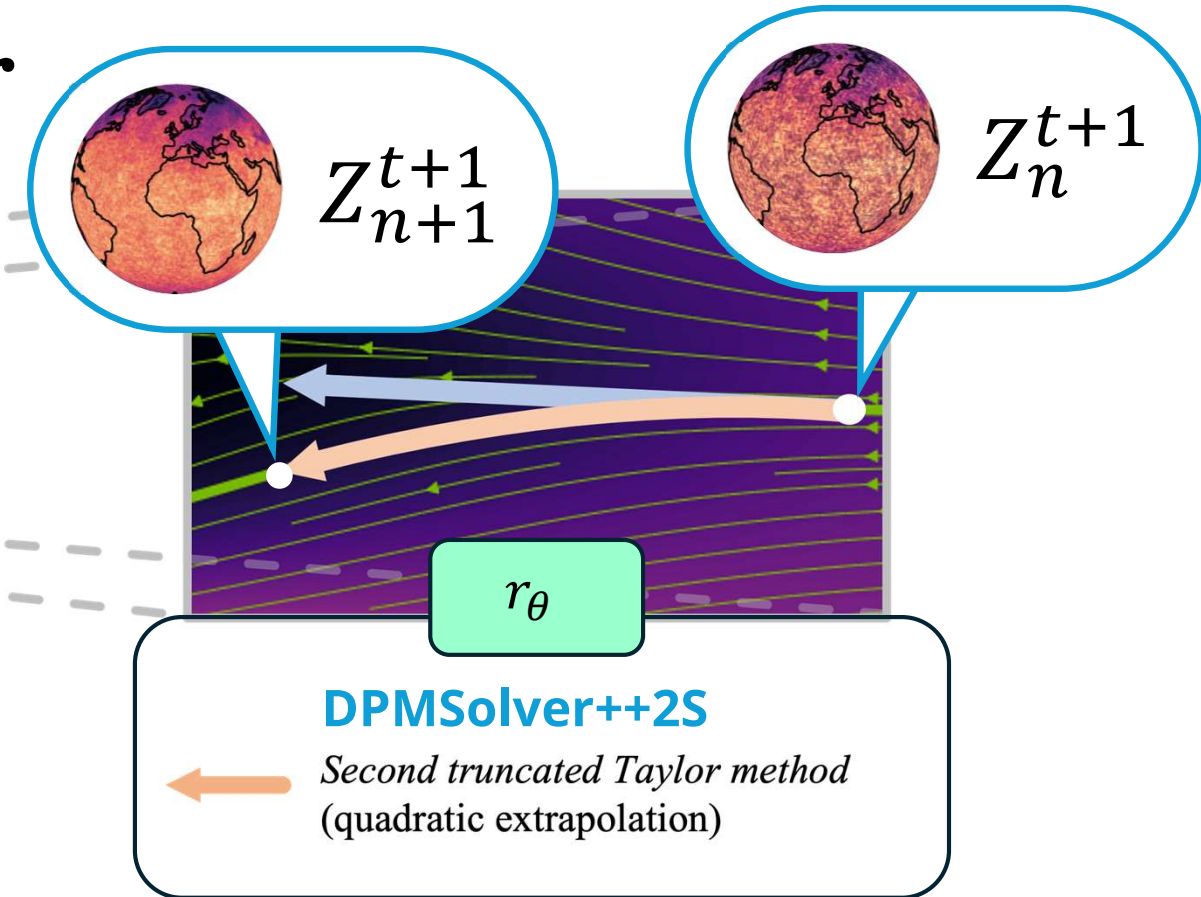 r
Z_{n+1}^{t+1}
Z_n^{t+1}
r_θ
DPMSolver++2S
Second truncated Taylor method
(quadratic extrapolation)